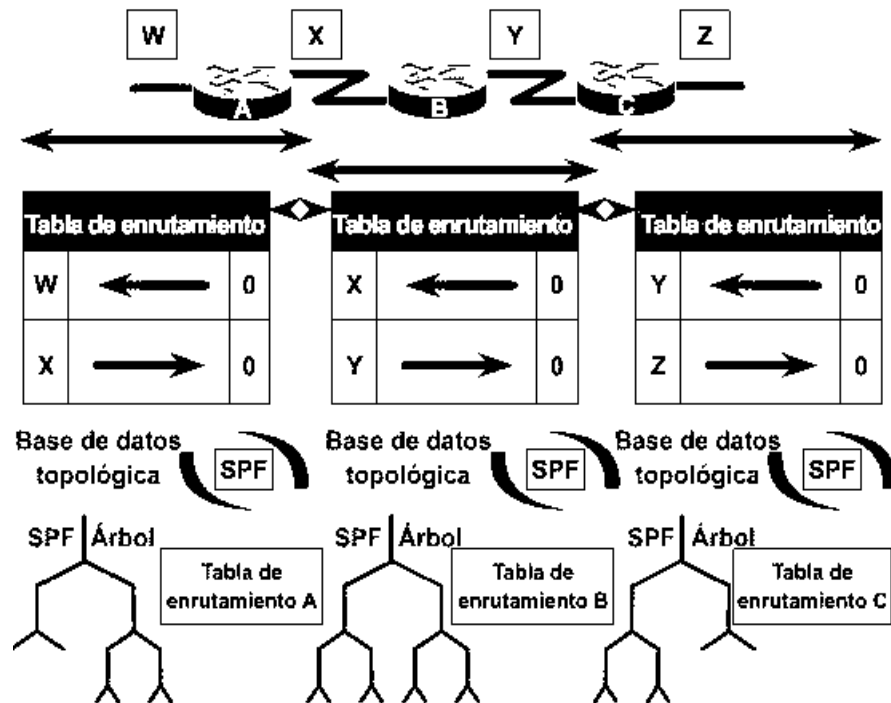 W X Y Z
A B C
Tabla de enrutamiento Tabla de enrutamiento Tabla de enrutamiento
W 0 X 0 Y 0
X 0 Y 0 Z 0
Base de datos
topológica
SPF
Base de datos
topológica
SPF
Base de datos
topológica
SPF
SPF Árbol
Tabla de
enrutamiento A
SPF Árbol
Tabla de
enrutamiento B
SPF Árbol
Tabla de
enrutamiento C